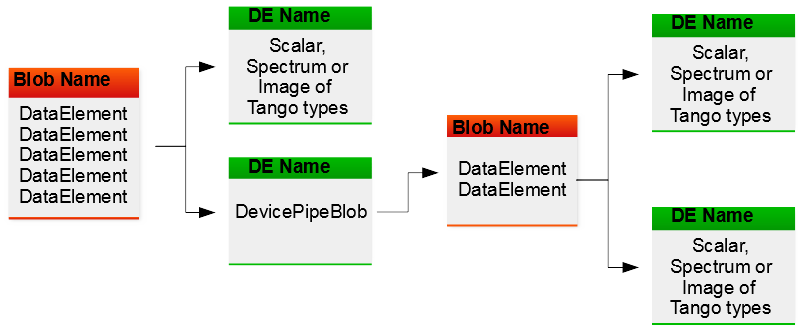 Blob Name
DataElement
DataElement
DataElement
DataElement
DataElement
DE Name
Scalar,
Spectrum or
Image of
Tango types
DE Name
DevicePipeBlob
Blob Name
DataElement
DataElement
DE Name
Scalar,
Spectrum or
Image of
Tango types
DE Name
Scalar,
Spectrum or
Image of
Tango types